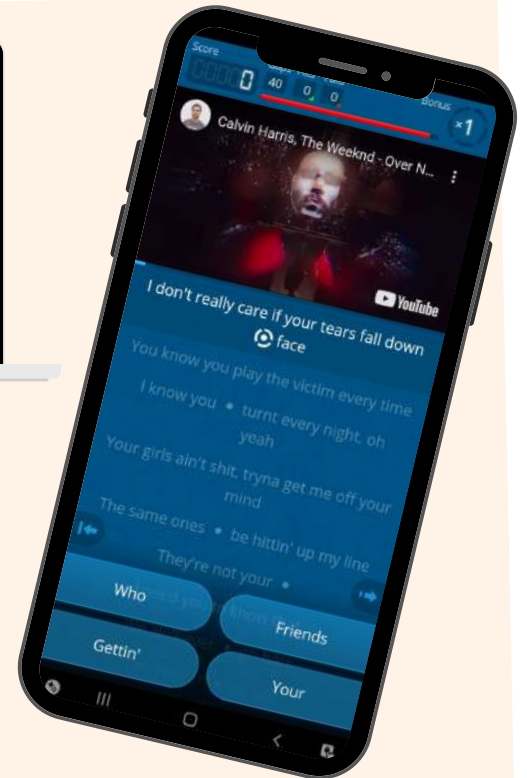 Score
Bonus
0
40 0 0
×1
Calvin Harris, The Weeknd - Over N...
YouTube
I don't really care if your tears fall down
face
You know you play the victim every time
I know you • turnt every night, oh
yeah
Your girls ain't shit, tryna get me off your
mind
The same ones • be hittin' up my line
They're not your •
Who
Friends
Gettin'
Your